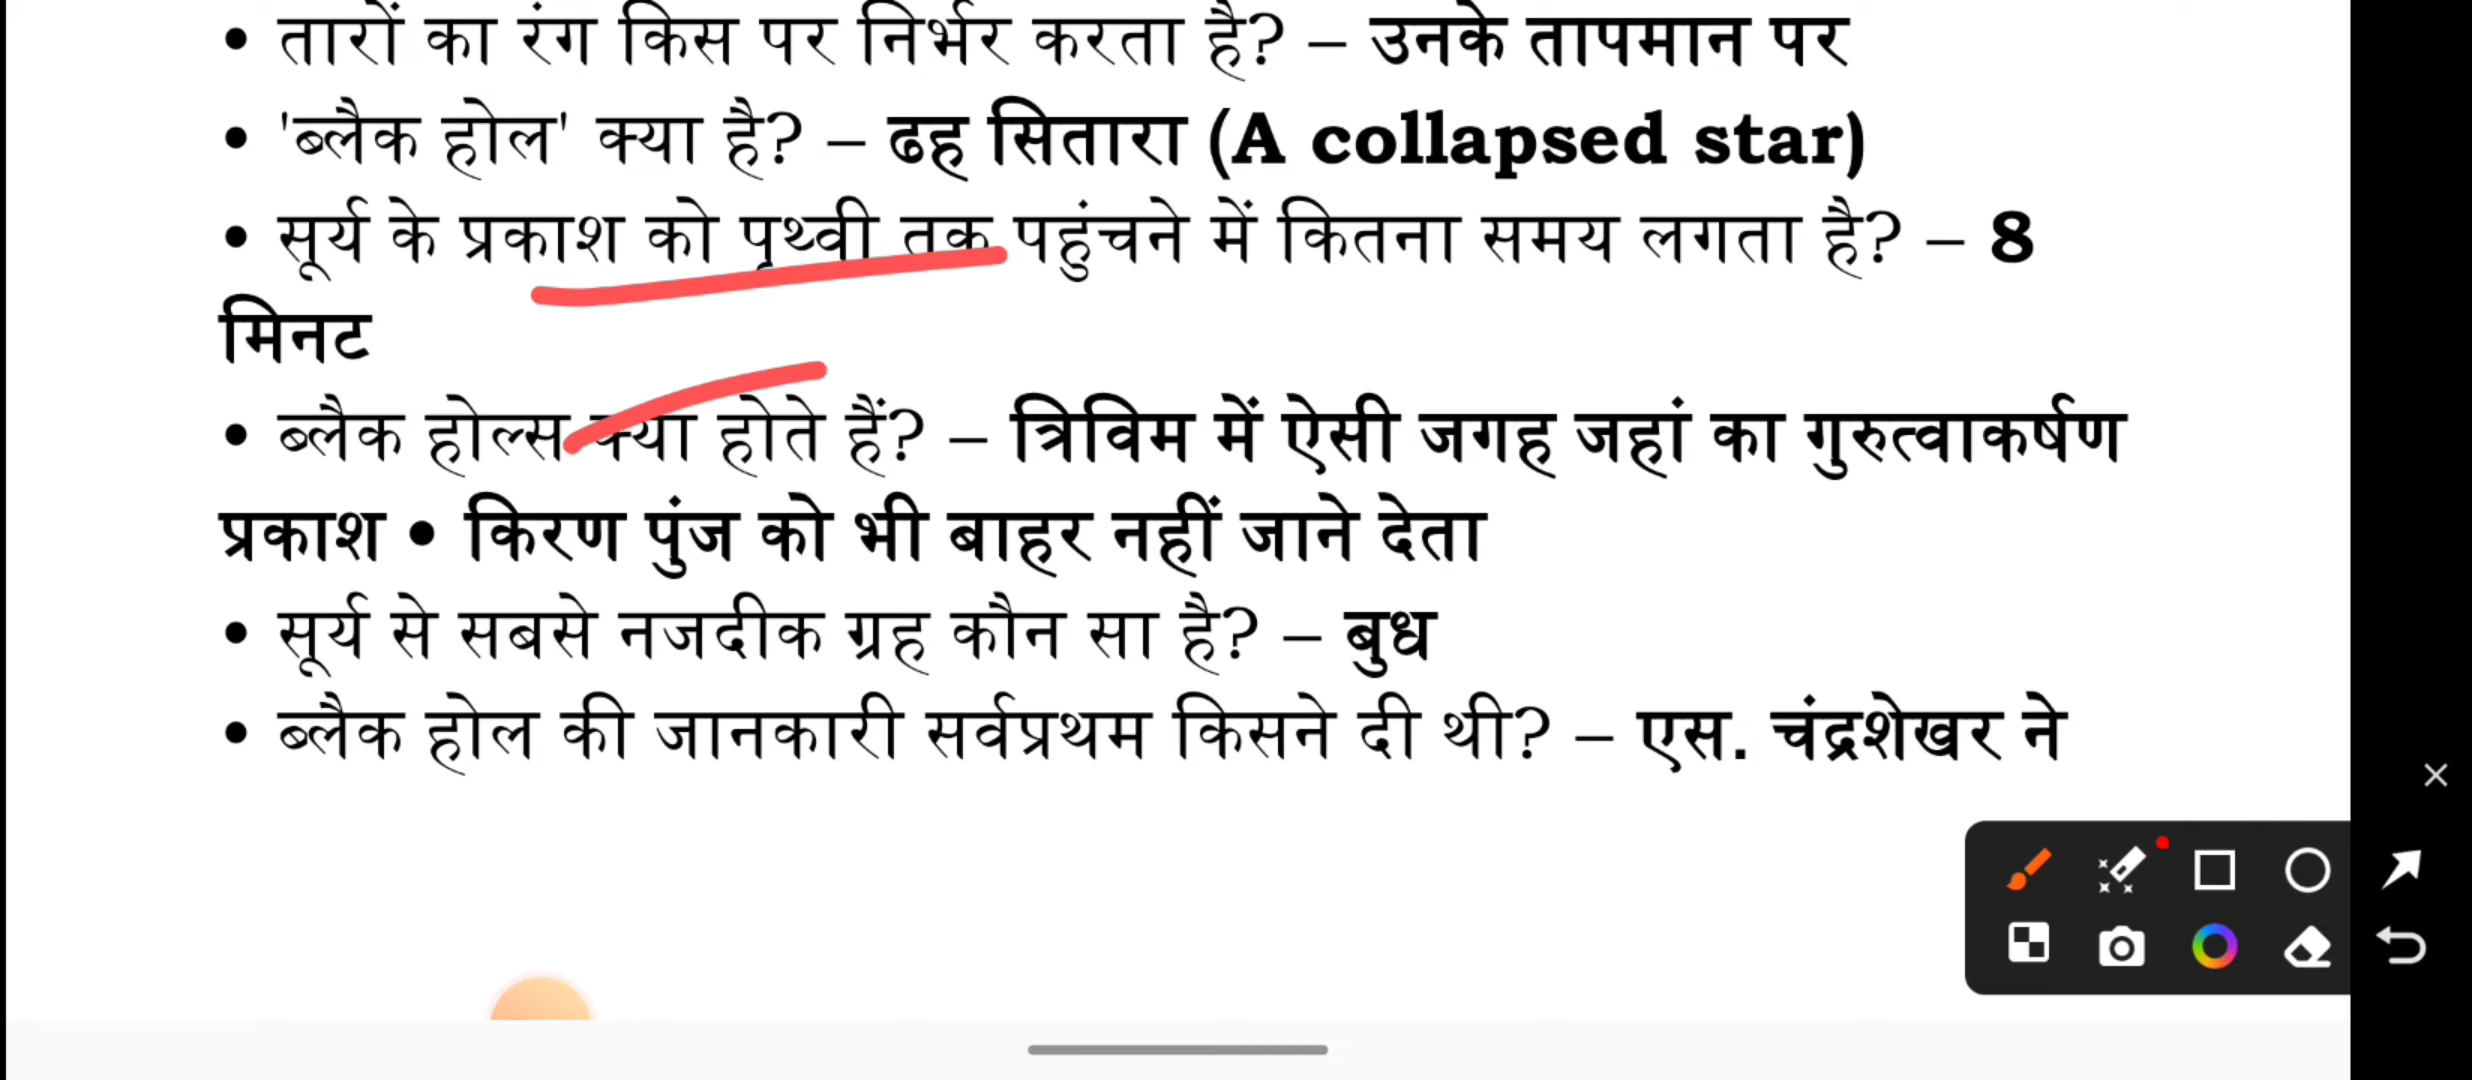 • तारों का रंग किस पर निर्भर करता है? – उनके तापमान पर
• 'ब्लैक होल' क्या है? – ढह सितारा (A collapsed star)
• सूर्य के प्रकाश को पृथ्वी तक पहुंचने में कितना समय लगता है? – 8
मिनट
• ब्लैक होल्स क्या होते हैं? – त्रिविम में ऐसी जगह जहां का गुरुत्वाकर्षण
प्रकाश • किरण पुंज को भी बाहर नहीं जाने देता
• सूर्य से सबसे नजदीक ग्रह कौन सा है? – बुध
• ब्लैक होल की जानकारी सर्वप्रथम किसने दी थी? – एस. चंद्रशेखर ने